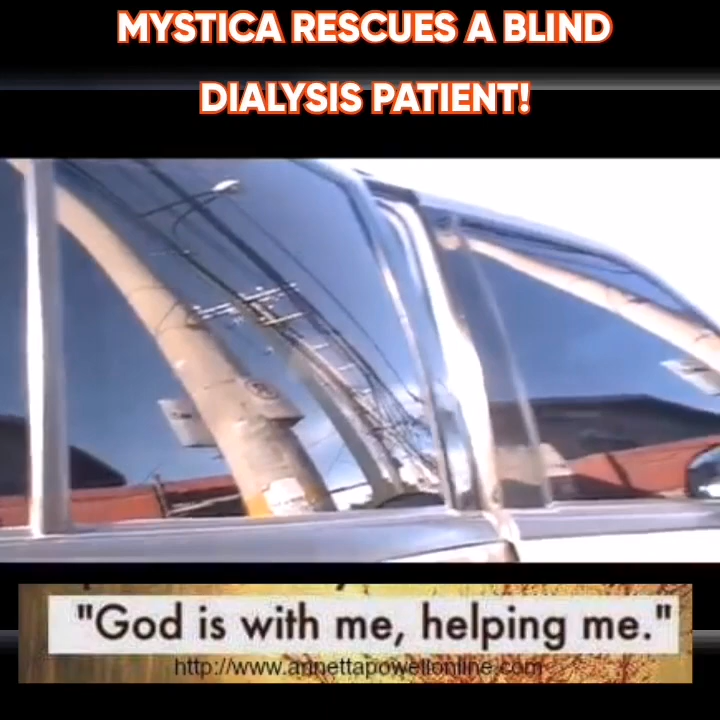 MYSTICA RESCUES A BLIND
DIALYSIS PATIENT!
"God is with me, helping me."
http://www.annettapowellonline.com